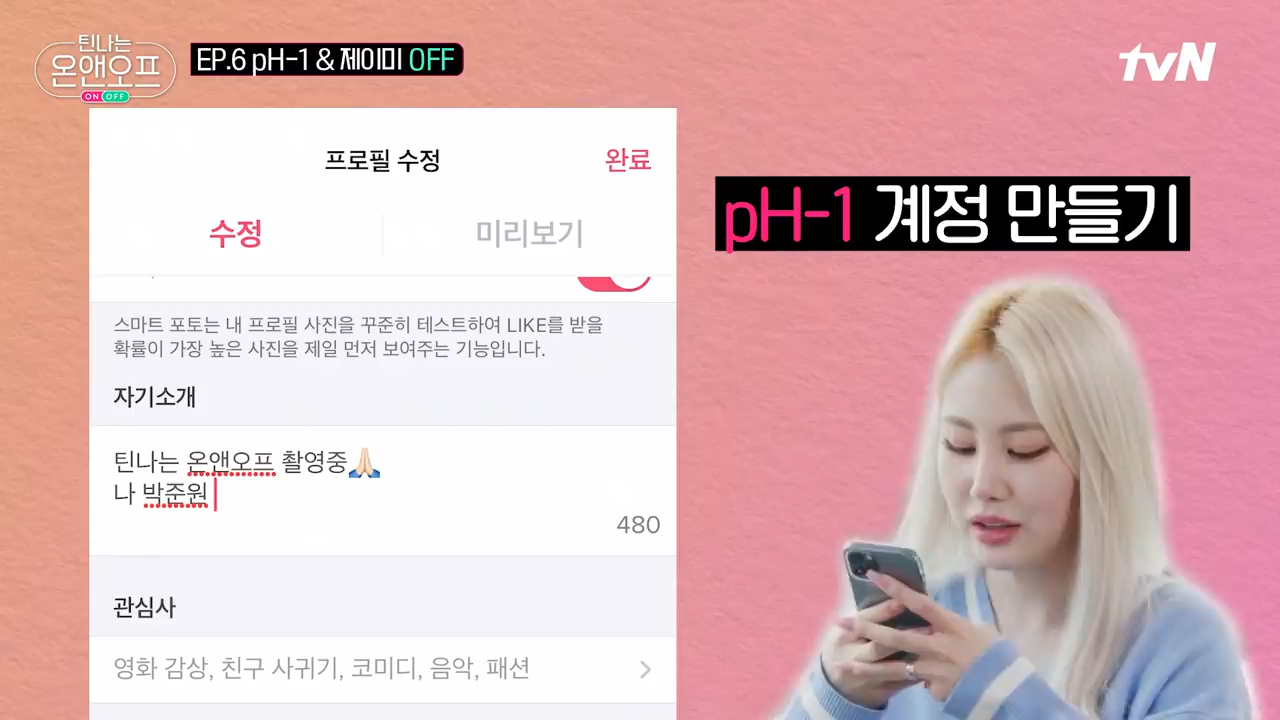 틴나는
온앤오프
ON OFF
EP.6 pH-1 & 제이미 OFF
tvN
프로필 수정
완료
수정
미리보기
pH-1 계정 만들기
스마트 포토는 내 프로필 사진을 꾸준히 테스트하여 LIKE를 받을
확률이 가장 높은 사진을 제일 먼저 보여주는 기능입니다.
자기소개
틴나는 온앤오프 촬영중🙏🏻
나 박준원
480
관심사
영화 감상, 친구 사귀기, 코미디, 음악, 패션